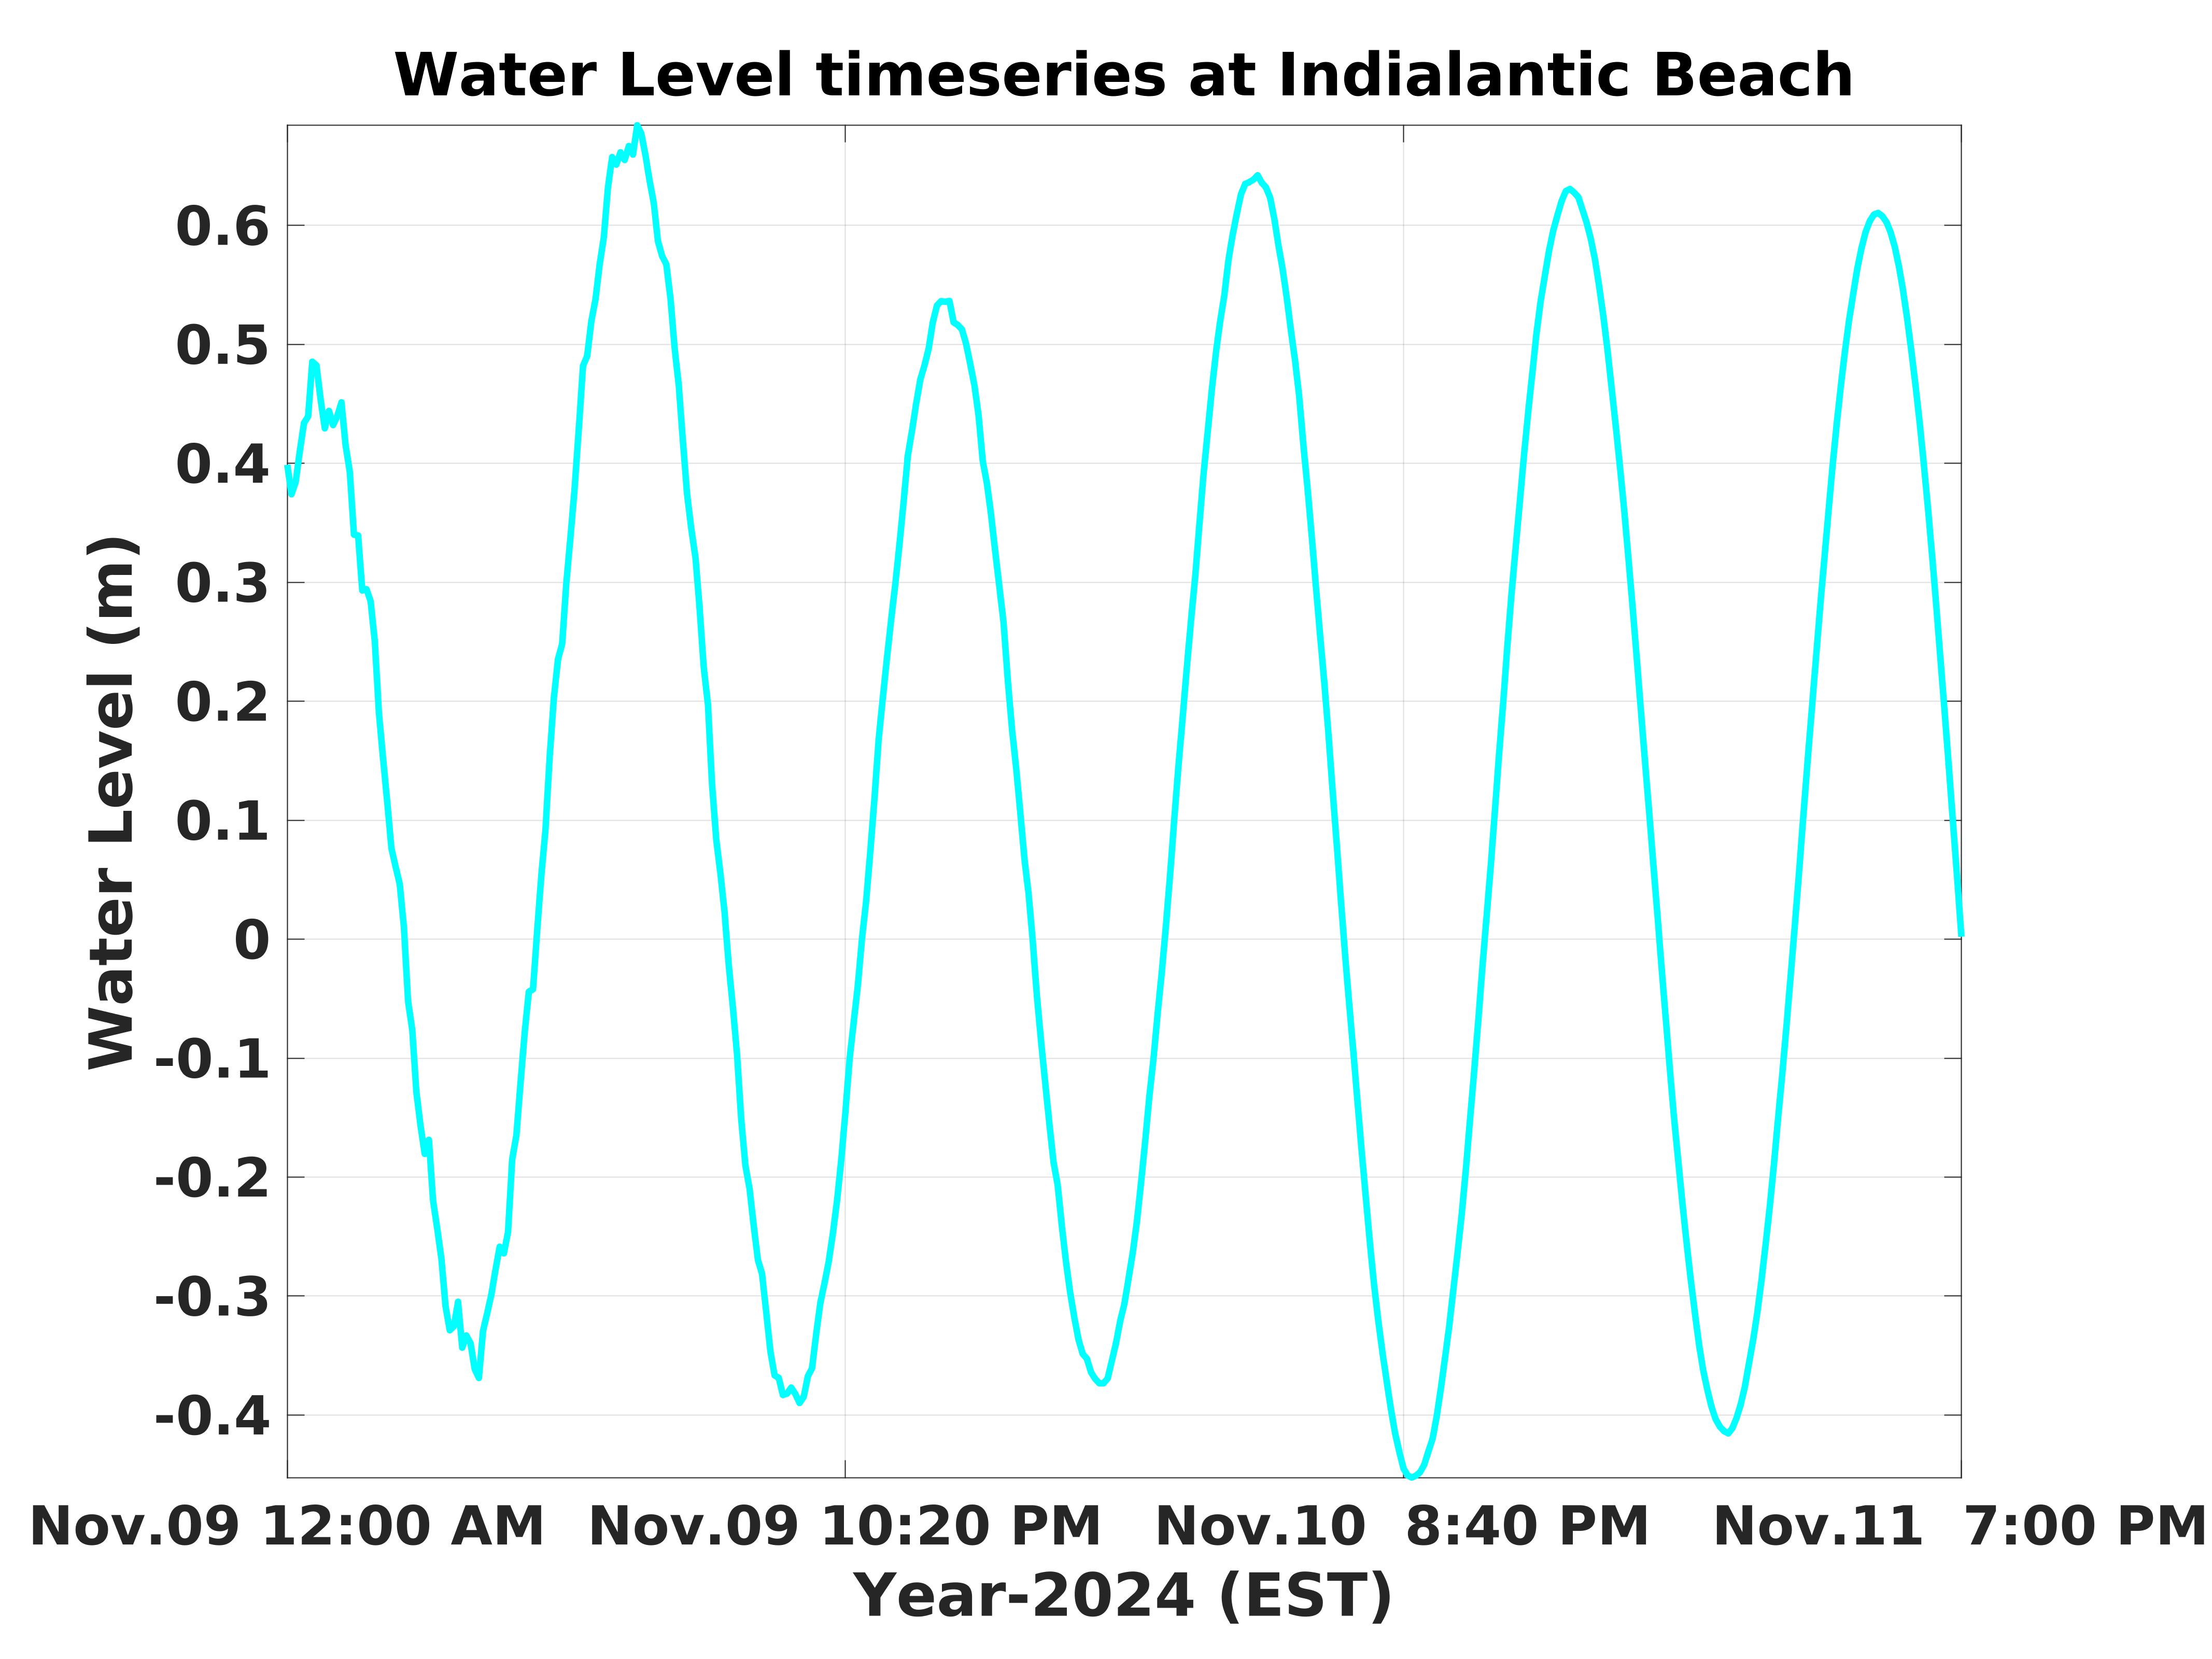 Water Level timeseries at Indialantic Beach
Water Level (m)
0.6
0.5
0.4
0.3
0.2
0.1
0
-0.1
-0.2
-0.3
-0.4
Nov.09 12:00 AM Nov.09 10:20 PM Nov.10 8:40 PM Nov.11 7:00 PM
Year-2024 (EST)